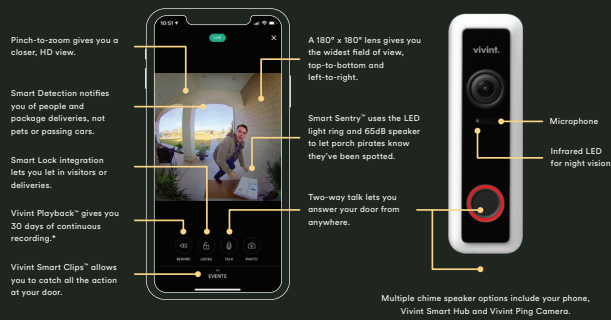 Pinch-to-zoom gives you a
closer, HD view.
Smart Detection notifies
you of people and
package deliveries, not
pets or passing cars.
Smart Lock integration
lets you let in visitors or
deliveries.
Vivint Playback™ gives you
30 days of continuous
recording.*
Vivint Smart Clips™ allows
you to catch all the action
at your door.
10:51
LIVE
REWIND
LOCKS
TALK
PHOTO
EVENTS
A 180° x 180° lens gives you
the widest field of view,
top-to-bottom and
left-to-right.
Smart Sentry™ uses the LED
light ring and 65dB speaker
to let porch pirates know
they've been spotted.
Two-way talk lets you
answer your door from
anywhere.
vivint.
Microphone
Infrared LED
for night vision
Multiple chime speaker options include your phone,
Vivint Smart Hub and Vivint Ping Camera.